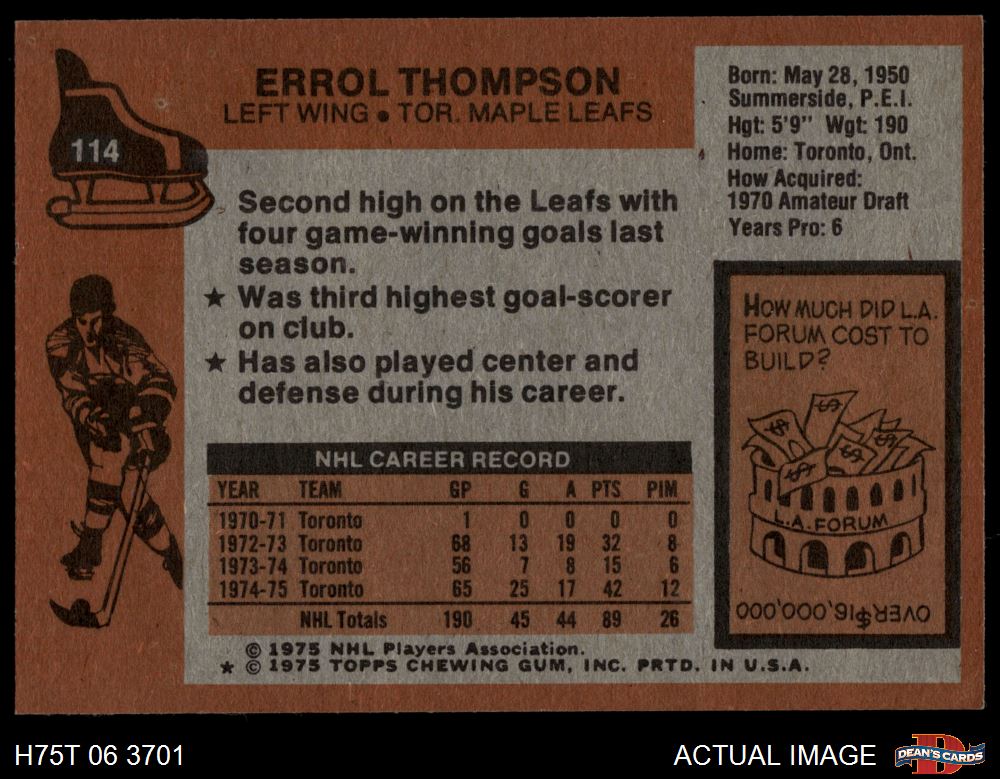 114
ERROL THOMPSON
LEFT WING • TOR. MAPLE LEAFS
Born: May 28, 1950
Summerside, P.E.I.
Hgt: 5'9" Wgt: 190
Home: Toronto, Ont.
How Acquired:
1970 Amateur Draft
Years Pro: 6
Second high on the Leafs with
four game-winning goals last
season.
★ Was third highest goal-scorer
on club.
★ Has also played center and
defense during his career.
HOW MUCH DID L.A.
FORUM COST TO
BUILD?
$ $ $ $ $
L.A. FORUM
OVER $16,000,000
NHL CAREER RECORD
YEAR TEAM GP G A PTS PIM
1970-71 Toronto 1 0 0 0 0
1972-73 Toronto 68 13 19 32 8
1973-74 Toronto 56 7 8 15 6
1974-75 Toronto 65 25 17 42 12
NHL Totals 190 45 44 89 26
© 1975 NHL Players Association.
★ © 1975 TOPPS CHEWING GUM, INC. PRTD. IN U.S.A.
H75T 06 3701
ACTUAL IMAGE
DEAN'S CARDS